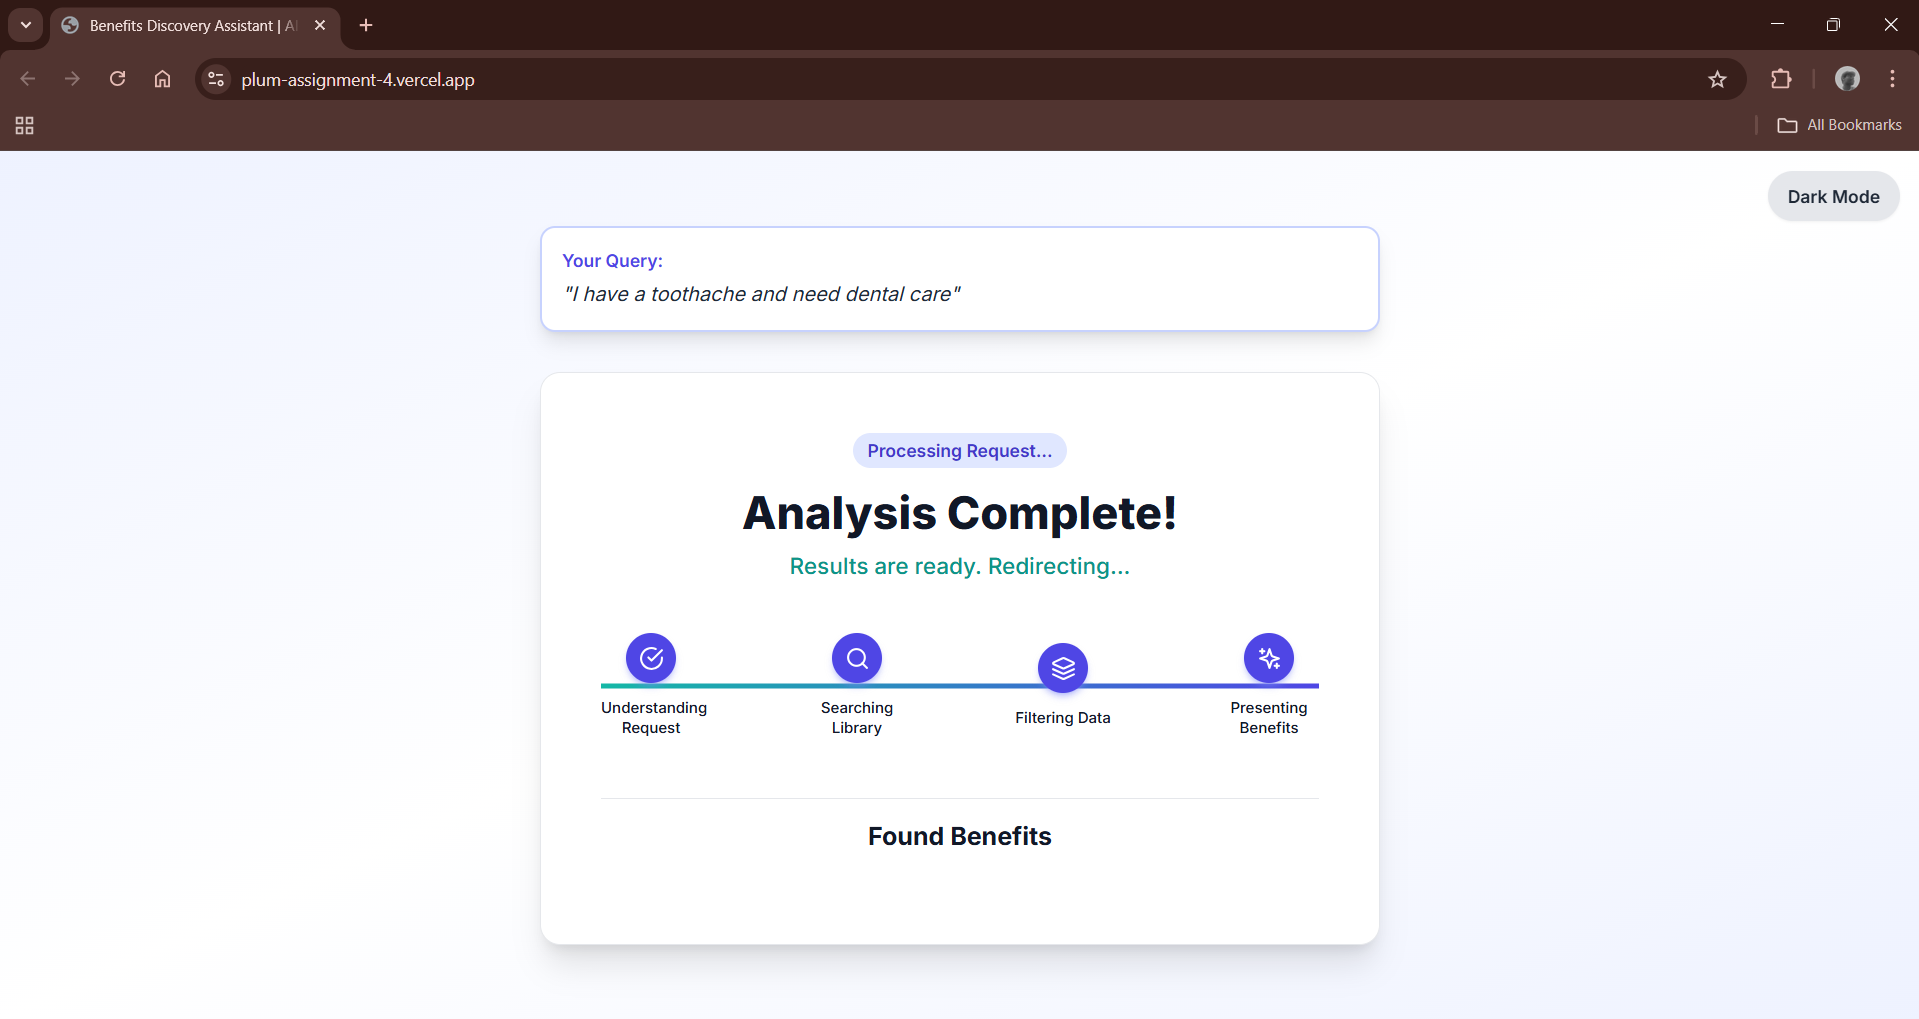 Benefits Discovery Assistant | AI
plum-assignment-4.vercel.app
All Bookmarks
Dark Mode
Your Query:
"I have a toothache and need dental care"
Processing Request...
Analysis Complete!
Results are ready. Redirecting...
Understanding
Request
Searching
Library
Filtering Data
Presenting
Benefits
Found Benefits